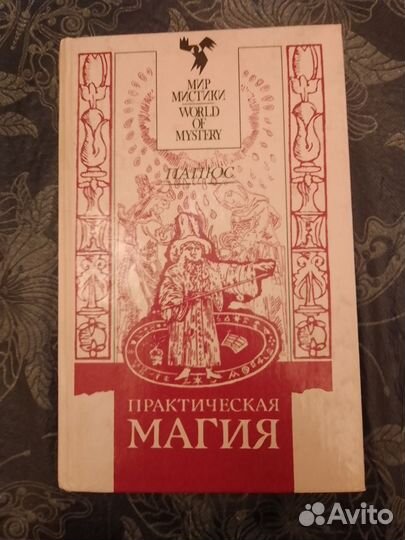 МИР
МИСТИКИ
WORLD
OF
MYSTERY
ПАПЮС
ПРАКТИЧЕСКАЯ
МАГИЯ
Avito